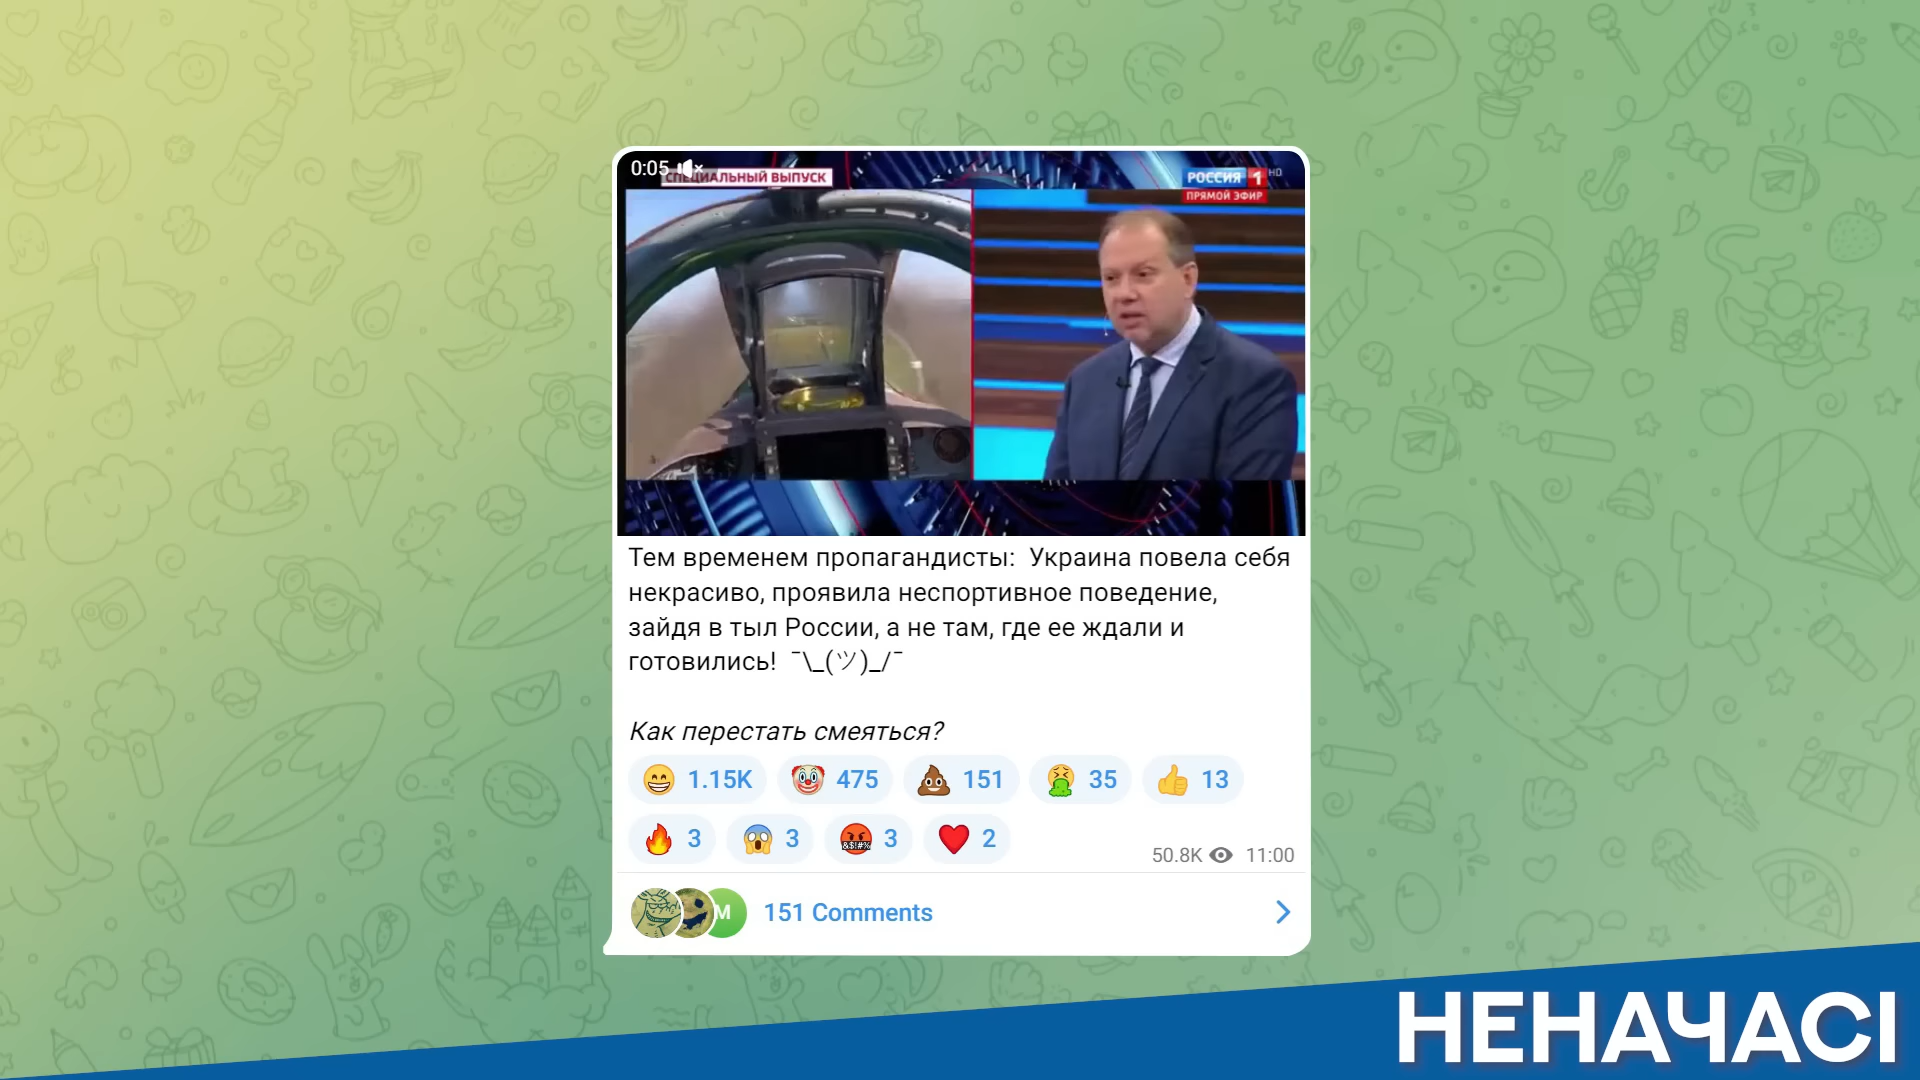 0:05
СПЕЦИАЛЬНЫЙ ВЫПУСК
РОССИЯ 1 HD
ПРЯМОЙ ЭФИР
Тем временем пропагандисты: Украина повела себя
некрасиво, проявила неспортивное поведение,
зайдя в тыл России, а не там, где ее ждали и
готовились! ¯\_(ツ)_/¯
Как перестать смеяться?
1.15K 475 151 35 13
3 3 3 2
50.8K 11:00
M
151 Comments
НЕНАЧАСІ